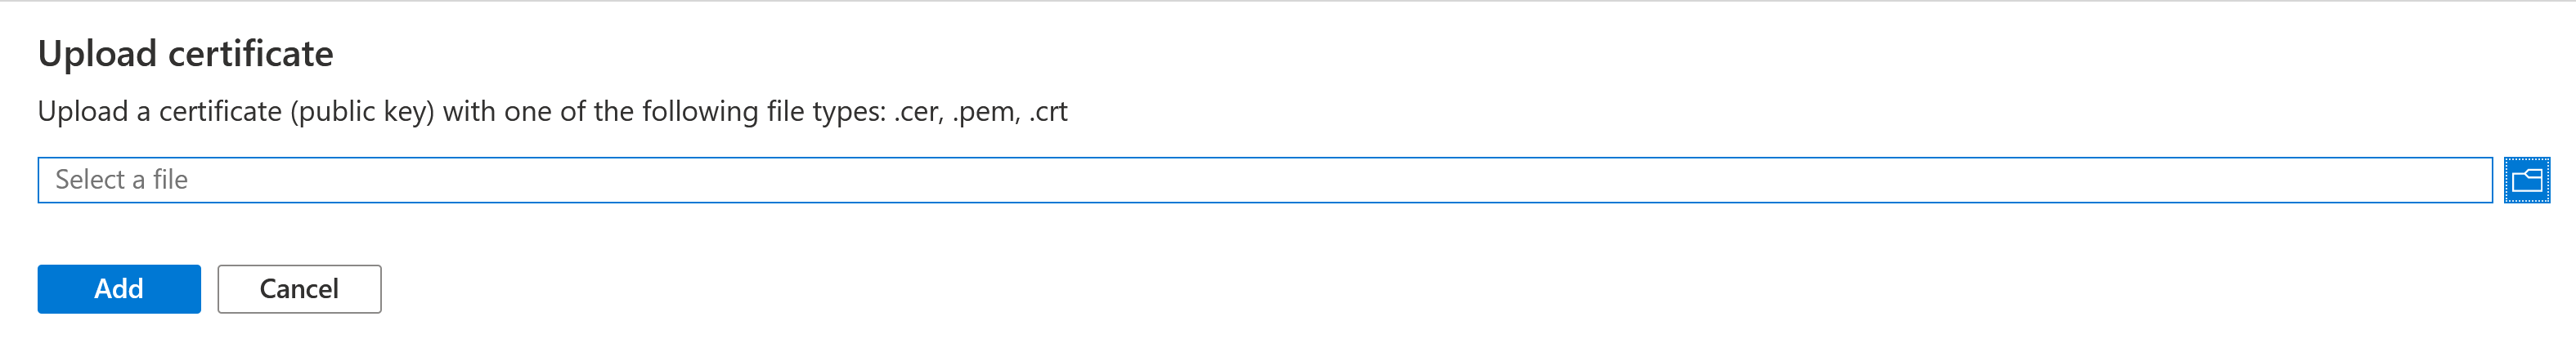 Upload certificate
Upload a certificate (public key) with one of the following file types: .cer, .pem, .crt
Select a file
Add
Cancel